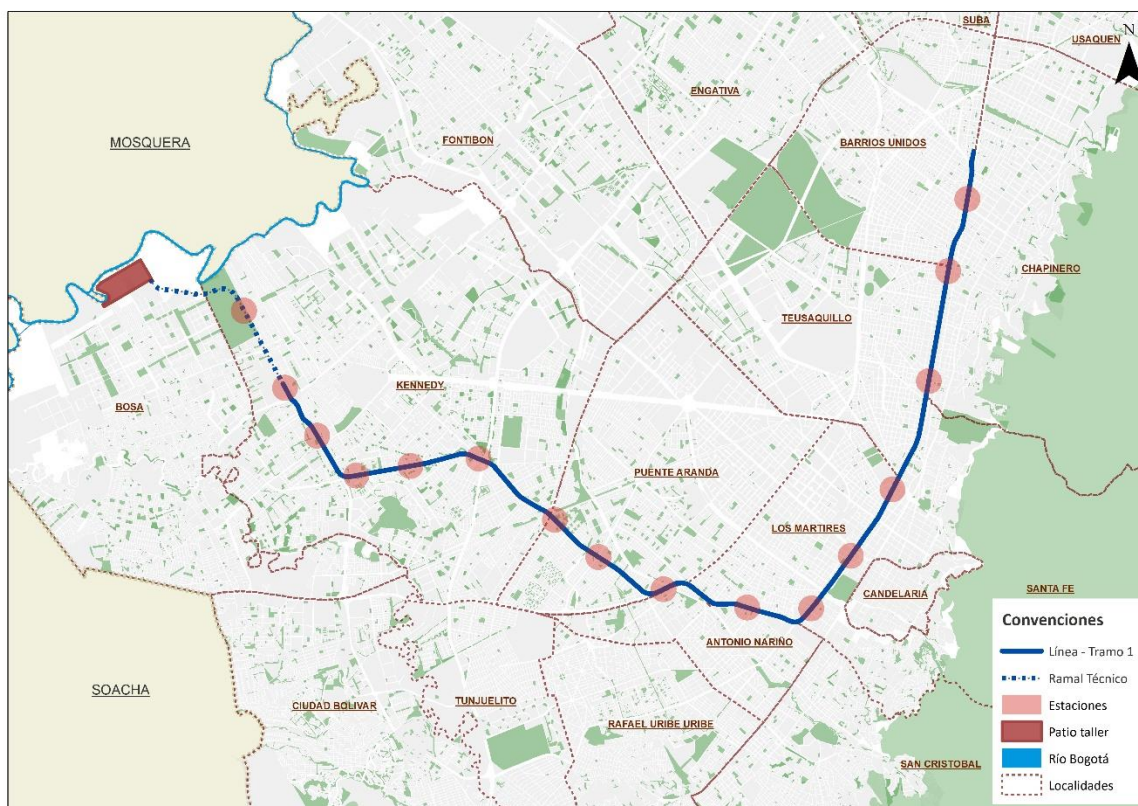 SUBA
N
USAQUEN
ENGATIVA
MOSQUERA
FONTIBON
BARRIOS UNIDOS
CHAPINERO
TEUSAQUILLO
KENNEDY
BOSA
PUENTE ARANDA
LOS MARTIRES
SANTA FE
CANDELARIA
ANTONIO NARIÑO
SOACHA
CIUDAD BOLIVAR
TUNJUELITO
RAFAEL URIBE URIBE
SAN CRISTOBAL
Convenciones
Línea - Tramo 1
Ramal Técnico
Estaciones
Patio taller
Río Bogotá
Localidades